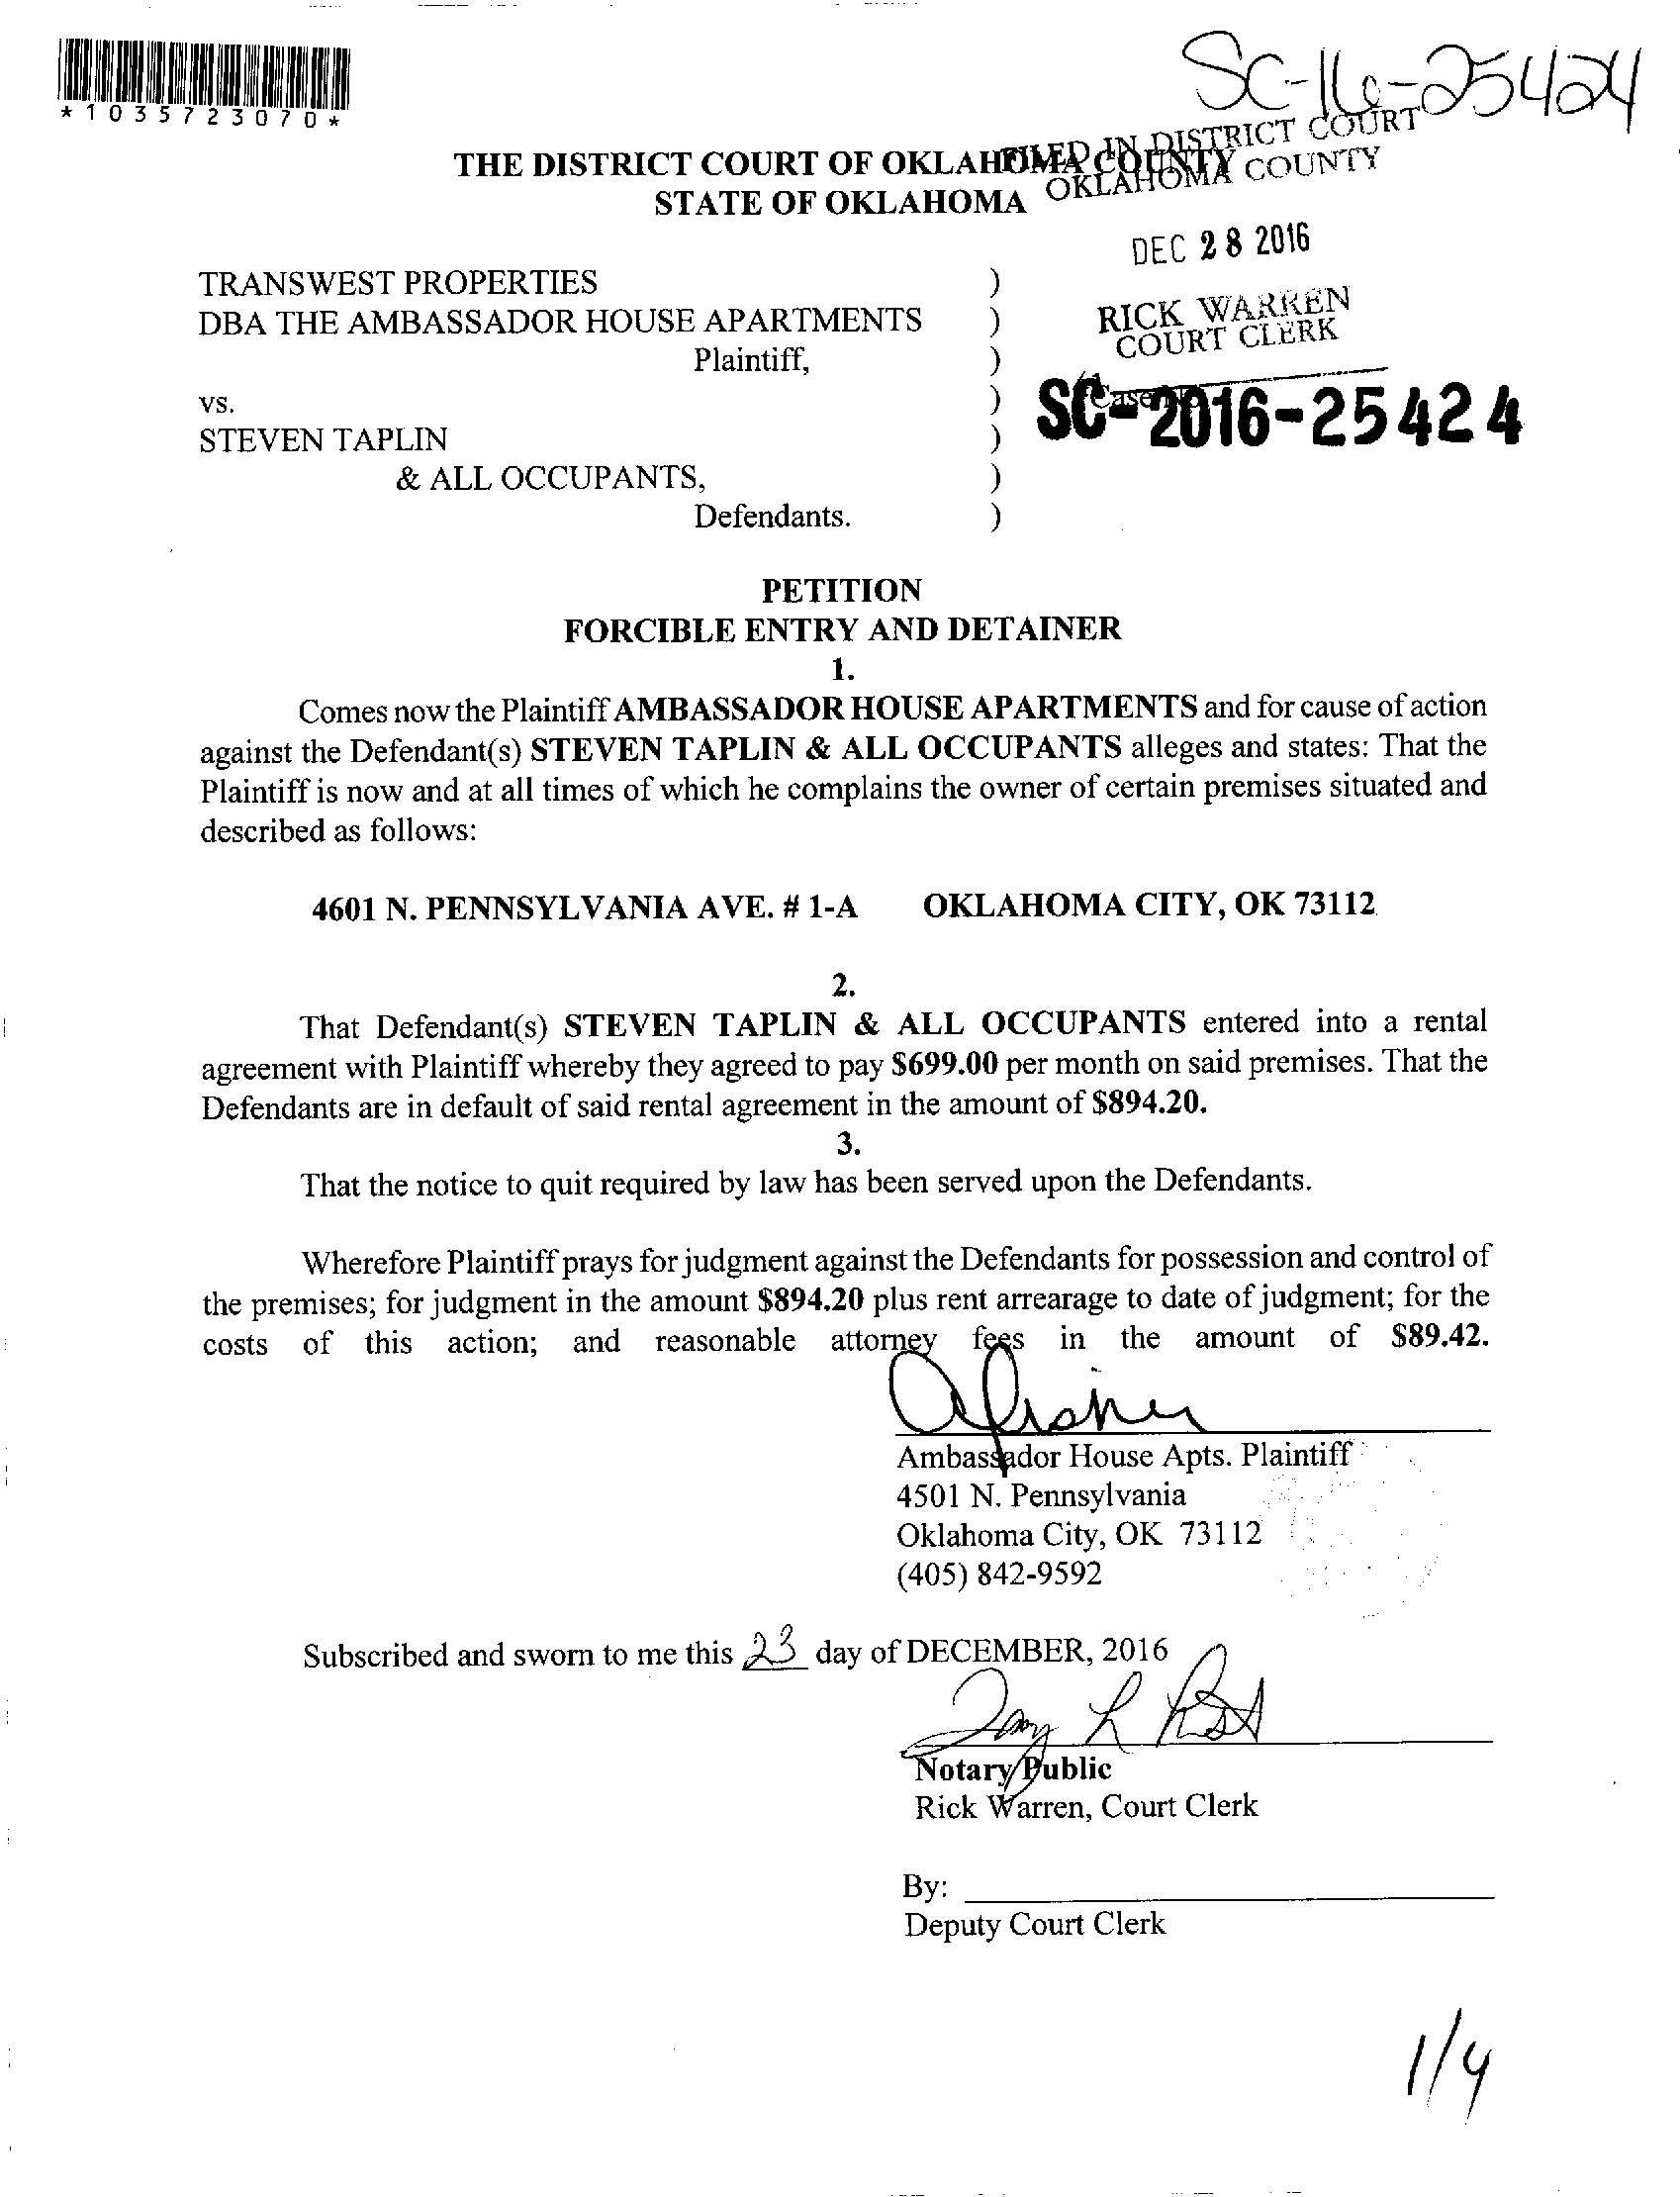 SC-16-25424
*1035723070*
THE DISTRICT COURT OF OKLAHOMA COUNTY
STATE OF OKLAHOMA
FILED IN DISTRICT COURT
OKLAHOMA COUNTY
DEC 28 2016
RICK WARREN
COURT CLERK
TRANSWEST PROPERTIES )
DBA THE AMBASSADOR HOUSE APARTMENTS )
Plaintiff, )
vs. ) Case No.
SC-2016-25424
STEVEN TAPLIN )
& ALL OCCUPANTS, )
Defendants. )
PETITION
FORCIBLE ENTRY AND DETAINER
1.
Comes now the Plaintiff AMBASSADOR HOUSE APARTMENTS and for cause of action
against the Defendant(s) STEVEN TAPLIN & ALL OCCUPANTS alleges and states: That the
Plaintiff is now and at all times of which he complains the owner of certain premises situated and
described as follows:
4601 N. PENNSYLVANIA AVE. # 1-A OKLAHOMA CITY, OK 73112
2.
That Defendant(s) STEVEN TAPLIN & ALL OCCUPANTS entered into a rental
agreement with Plaintiff whereby they agreed to pay $699.00 per month on said premises. That the
Defendants are in default of said rental agreement in the amount of $894.20.
3.
That the notice to quit required by law has been served upon the Defendants.
Wherefore Plaintiff prays for judgment against the Defendants for possession and control of
the premises; for judgment in the amount $894.20 plus rent arrearage to date of judgment; for the
costs of this action; and reasonable attorney fees in the amount of $89.42.
Ambassador House Apts. Plaintiff
4501 N. Pennsylvania
Oklahoma City, OK 73112
(405) 842-9592
Subscribed and sworn to me this 23 day of DECEMBER, 2016
Notary Public
Rick Warren, Court Clerk
By:
Deputy Court Clerk
1/4